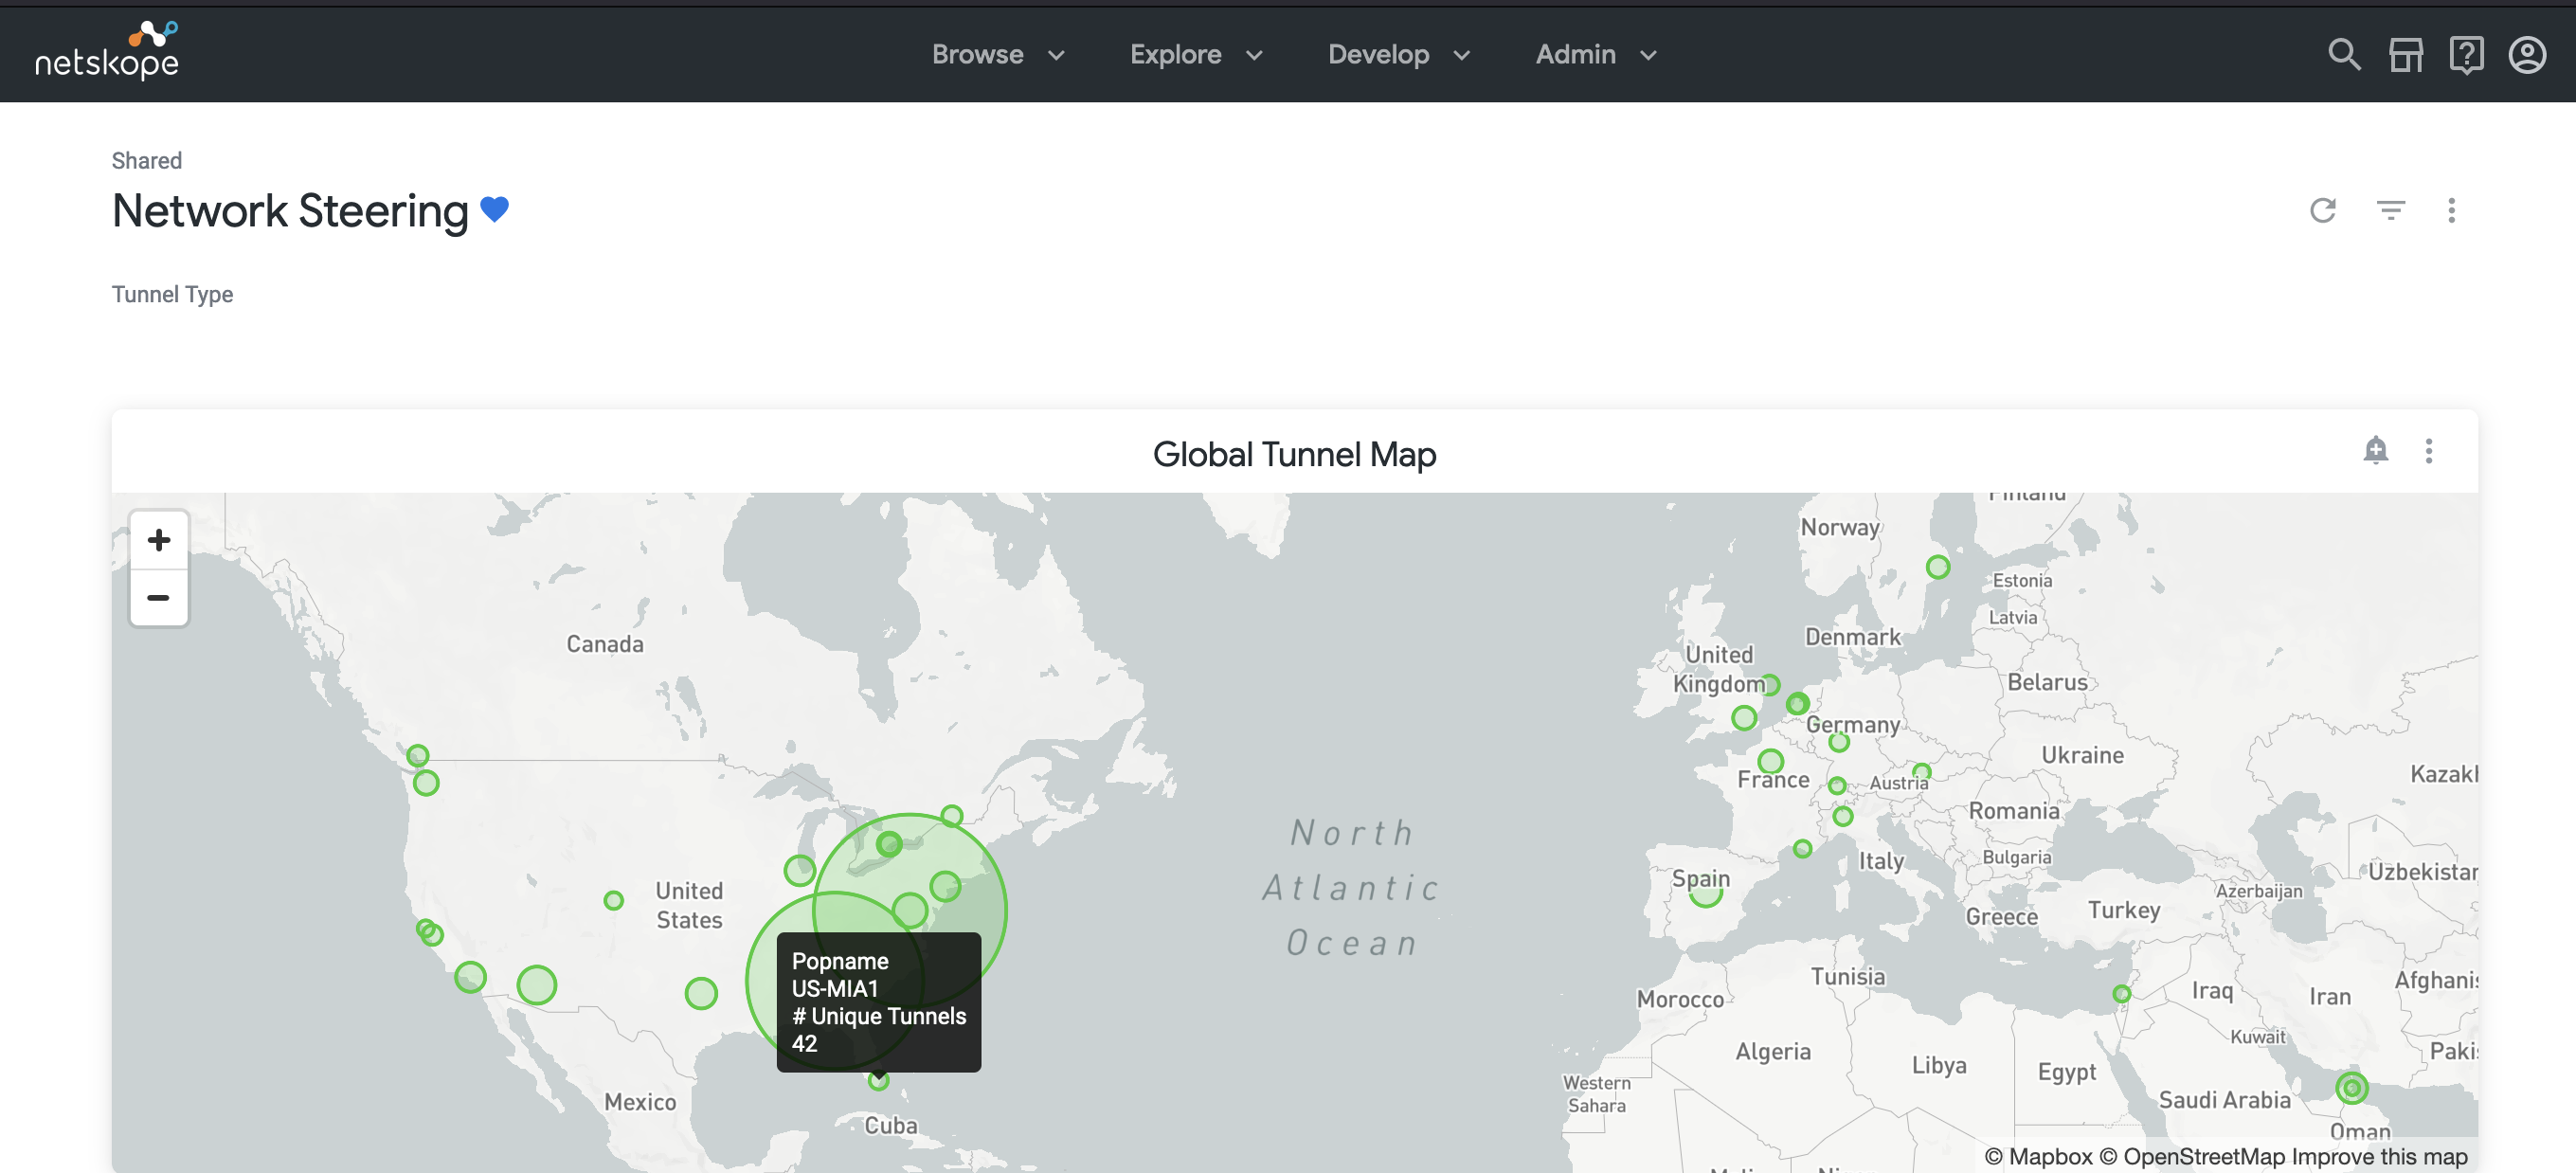 netskope
Browse
Explore
Develop
Admin
Shared
Network Steering
Tunnel Type
Global Tunnel Map
+
−
Finland
Norway
Estonia
Latvia
Denmark
Canada
United
Kingdom
Belarus
Germany
Ukraine
France
Austria
Kazak
Romania
North
Atlantic
Ocean
Bulgaria
Italy
Spain
United
States
Uzbekistan
Azerbaijan
Greece
Turkey
Popname
US-MIA1
# Unique Tunnels
42
Tunisia
Morocco
Iraq
Iran
Afghanis
Kuwait
Algeria
Libya
Egypt
Paki
Western
Sahara
Saudi Arabia
Mexico
Cuba
Oman
© Mapbox © OpenStreetMap Improve this map